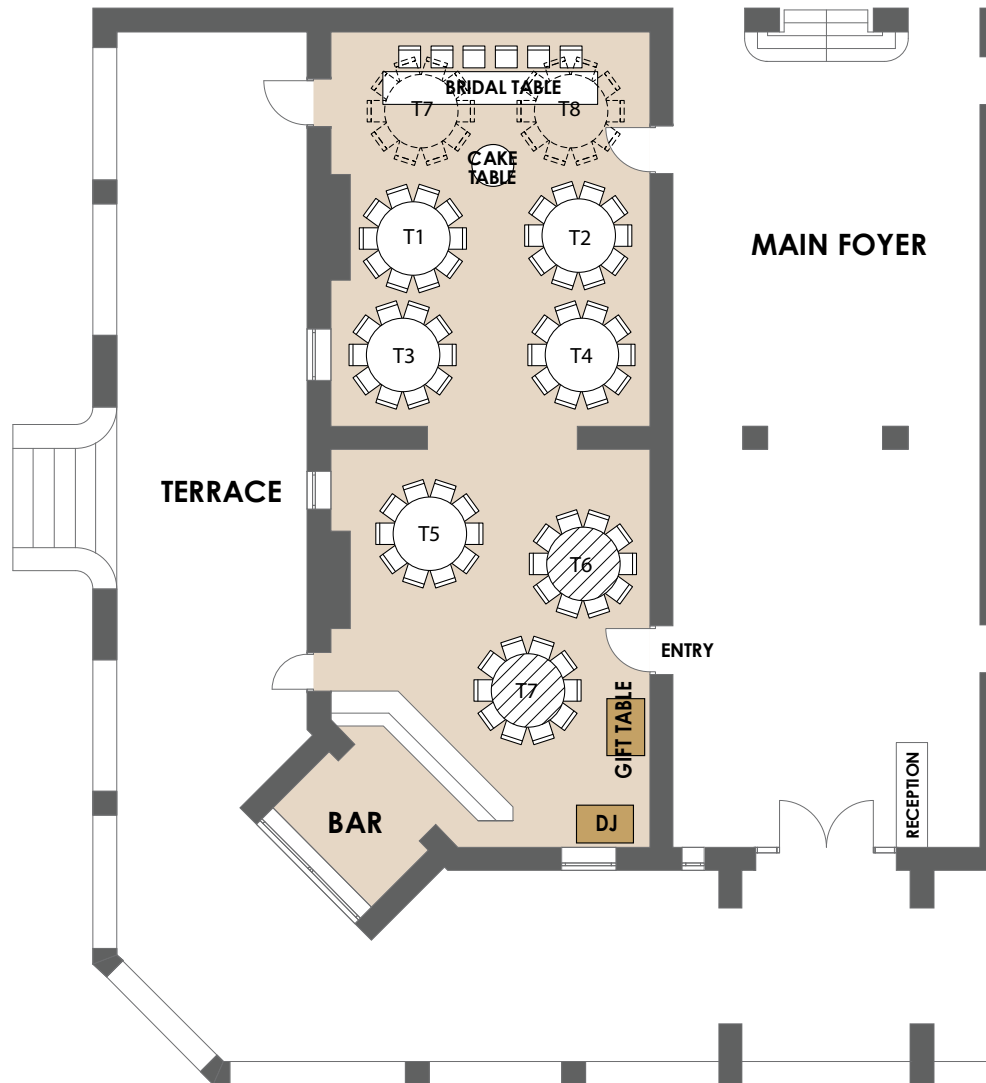 BRIDAL TABLE
T7
T8
CAKE
TABLE
T1
T2
MAIN FOYER
T3
T4
TERRACE
T5
T6
ENTRY
T7
GIFT TABLE
RECEPTION
BAR
DJ